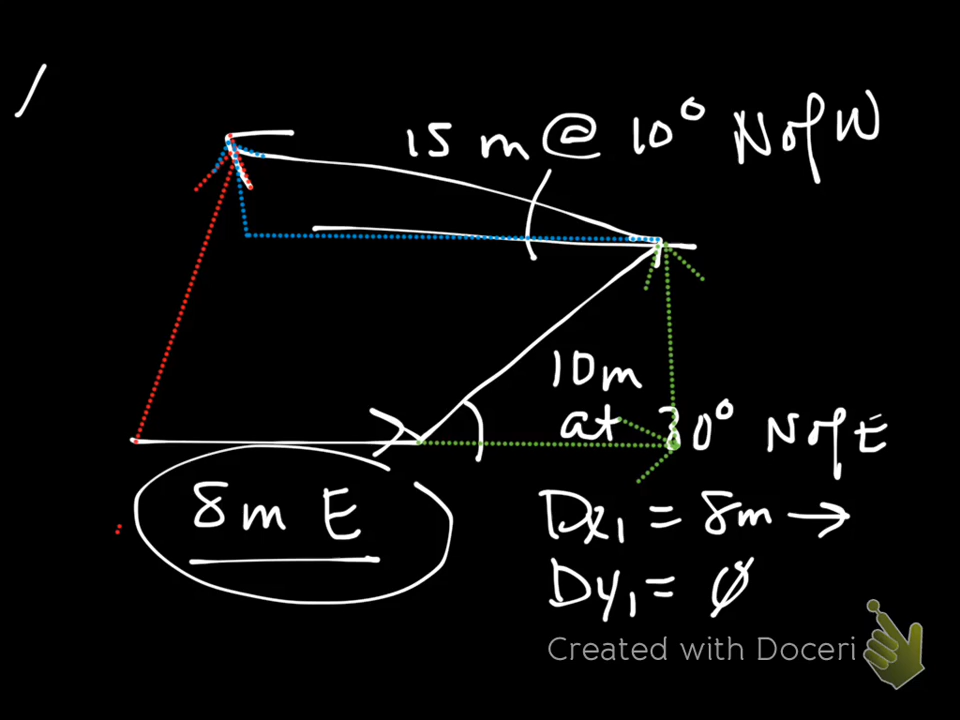 15 m @ 10° N of W
10m
at 30° N of E
8m E
Dx₁ = 8m →
Dy₁ = Ø
Created with Doceri